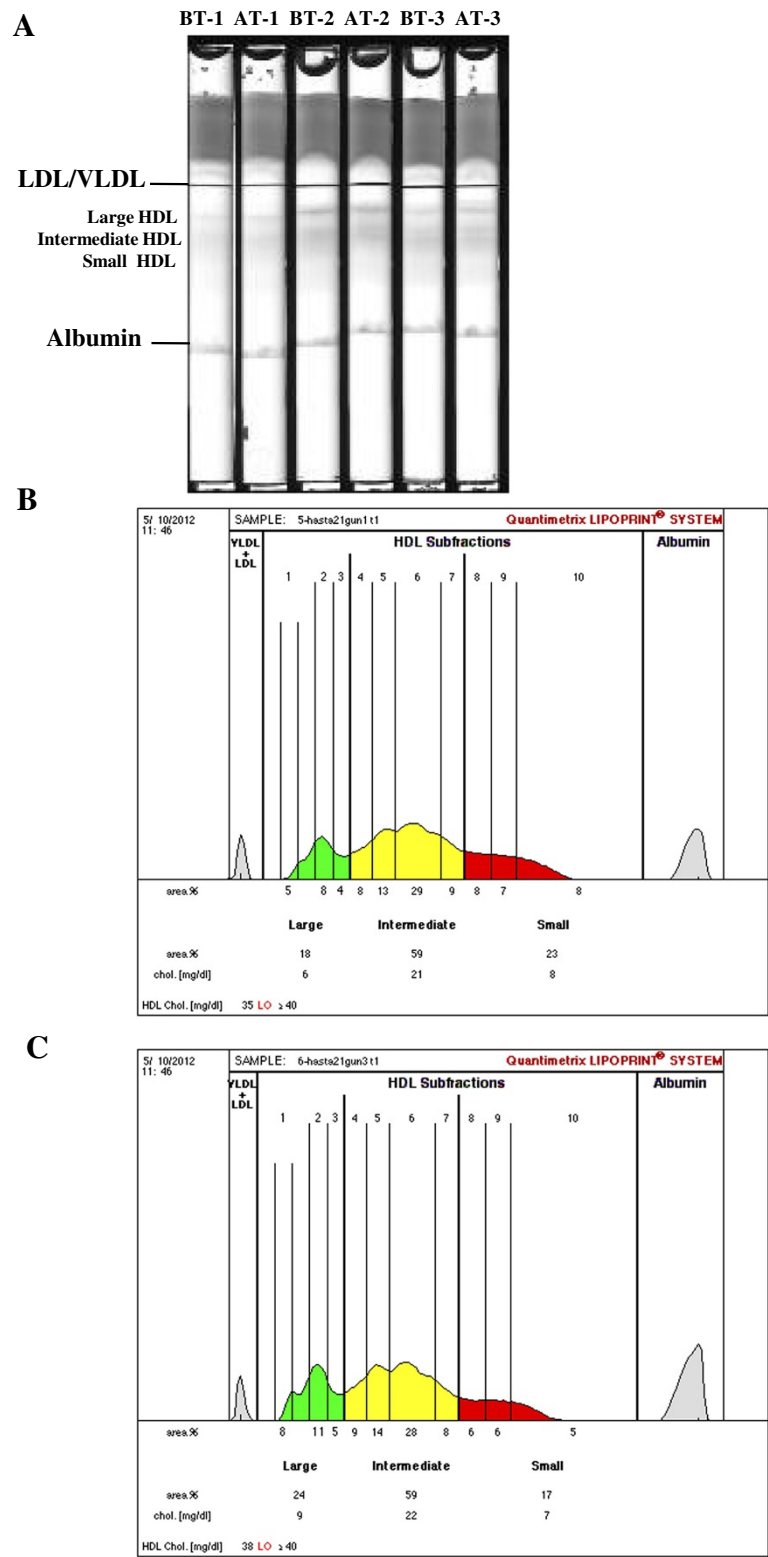 A
BT-1 AT-1 BT-2 AT-2 BT-3 AT-3
LDL/VLDL
Large HDL
Intermediate HDL
Small HDL
Albumin
B
5/ 10/2012
11: 46
SAMPLE: 5-hasta21gun1t1
Quantimetrix LIPOPRINT® SYSTEM
VLDL
+
LDL
HDL Subfractions
Albumin
1 2 3 4 5 6 7 8 9 10
area.% 5 8 4 8 13 29 9 8 7 8
Large Intermediate Small
area.% 18 59 23
chol. [mg/dl] 6 21 8
HDL Chol. [mg/dl] 35 LO ≥40
C
5/ 10/2012
11: 46
SAMPLE: 6-hasta21gun3t1
Quantimetrix LIPOPRINT® SYSTEM
VLDL
+
LDL
HDL Subfractions
Albumin
1 2 3 4 5 6 7 8 9 10
area.% 8 11 5 9 14 28 8 6 6 5
Large Intermediate Small
area.% 24 59 17
chol. [mg/dl] 9 22 7
HDL Chol. [mg/dl] 38 LO ≥40